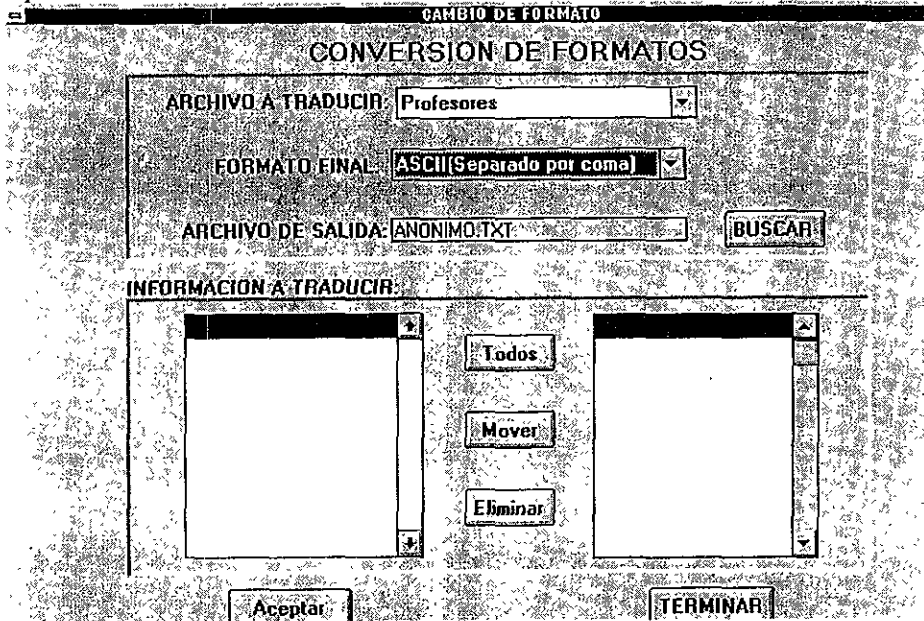 CAMBIO DE FORMATO
CONVERSION DE FORMATOS
ARCHIVO A TRADUCIR: Profesores
FORMATO FINAL: ASCII(Separado por coma)
ARCHIVO DE SALIDA: ANONIMO.TXT BUSCAR
INFORMACION A TRADUCIR:
Todos
Mover
Eliminar
Aceptar TERMINAR